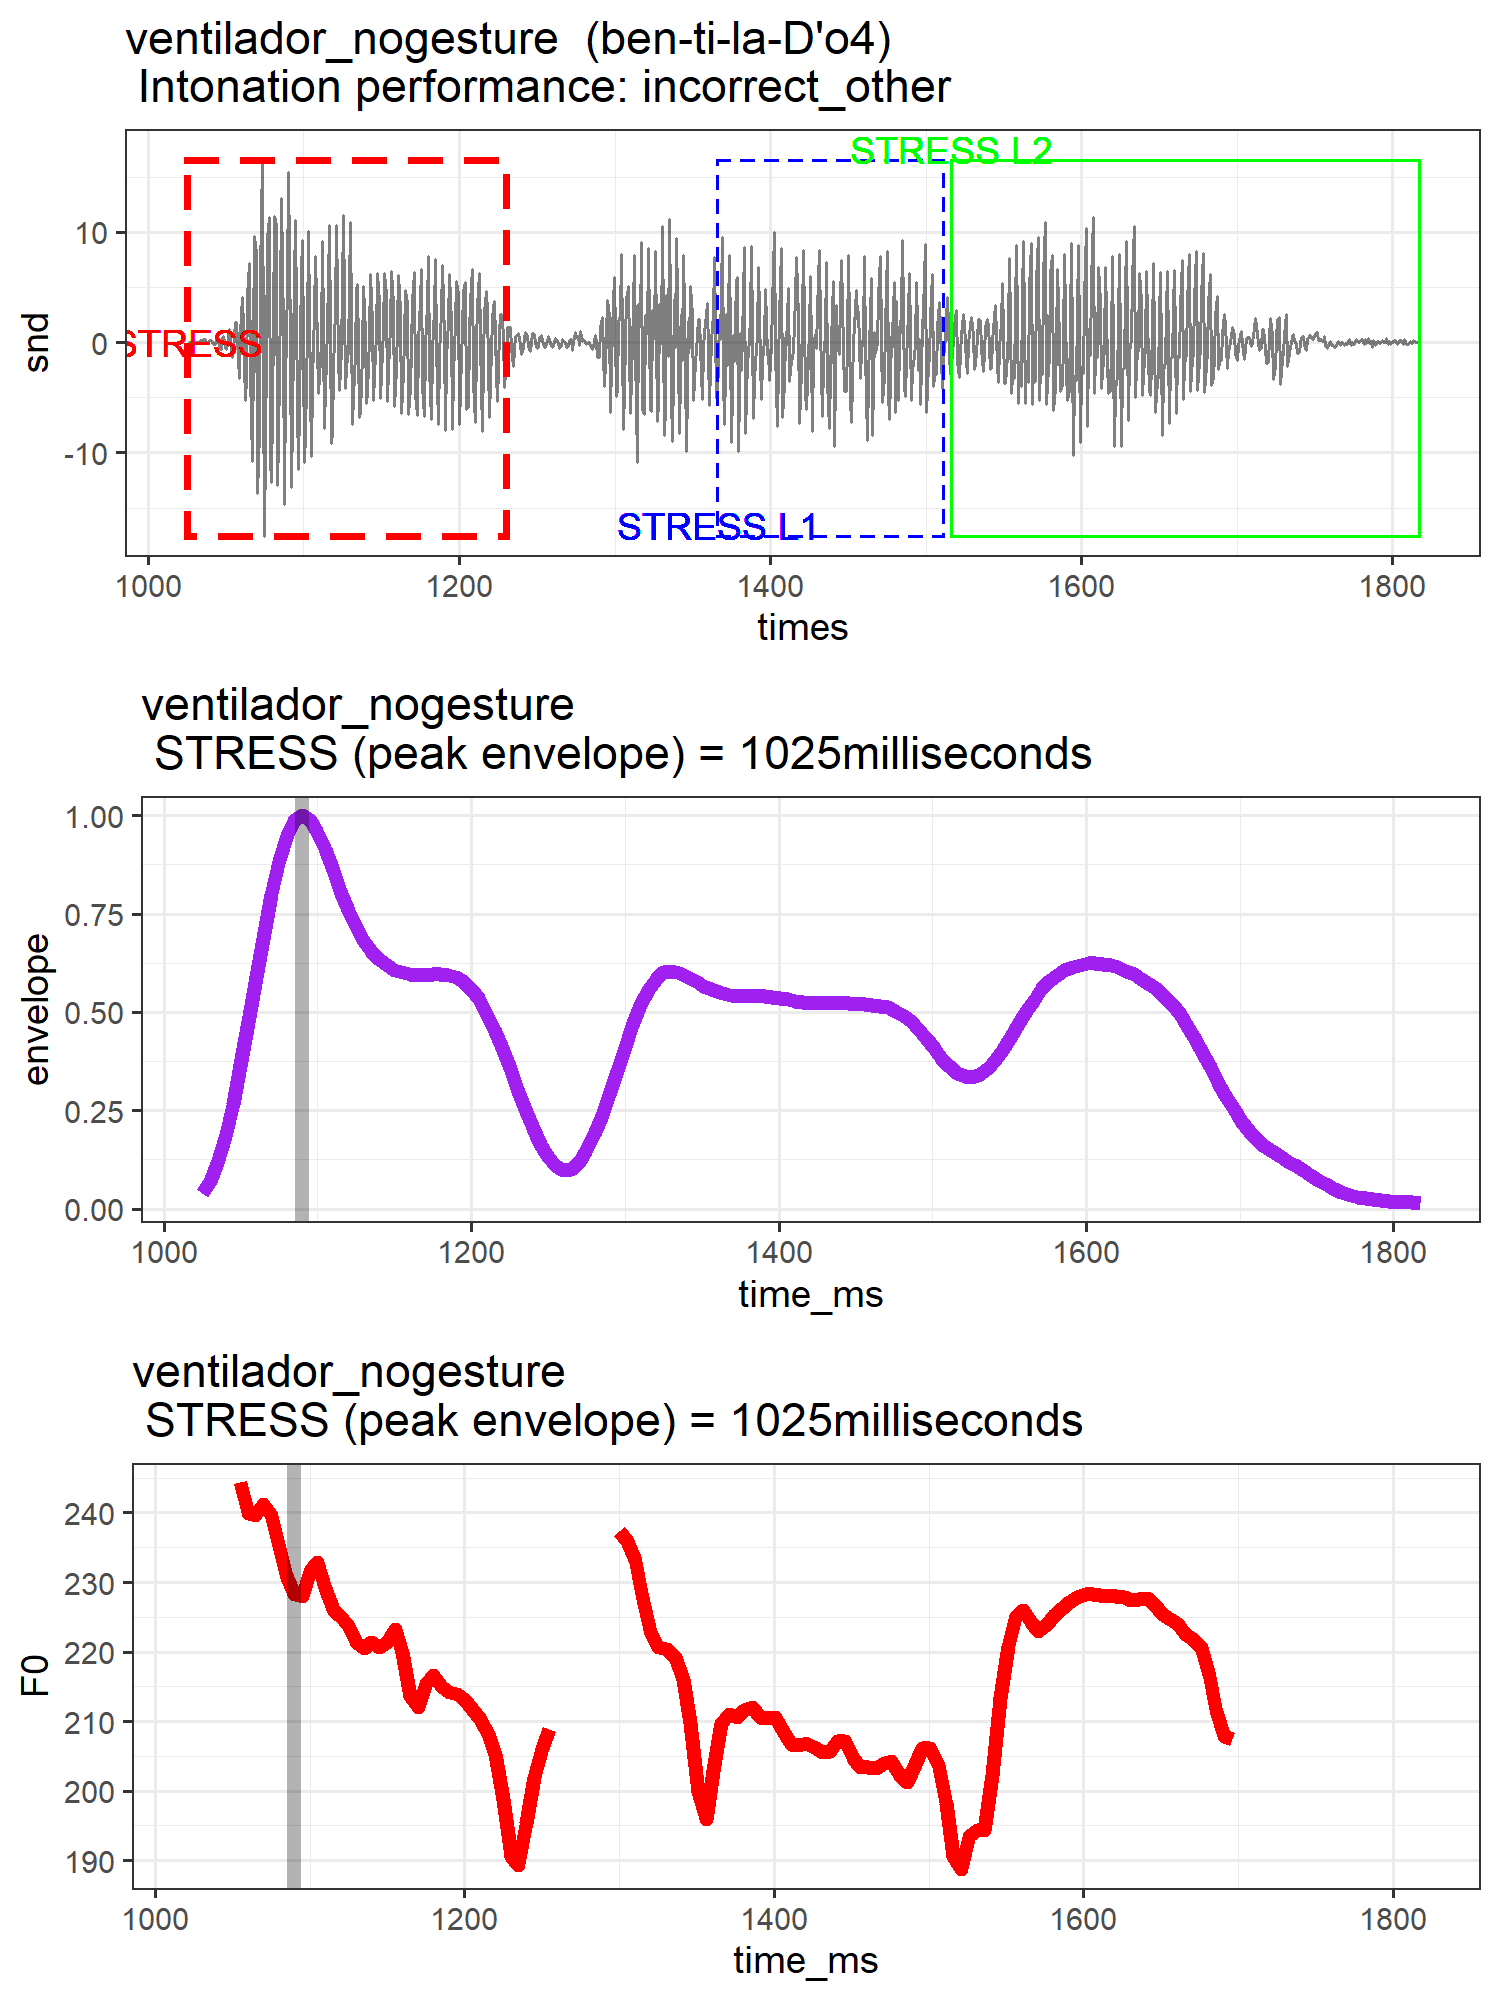 ventilador_nogesture  (ben-ti-la-D'o4)
Intonation performance: incorrect_other
STRESS L2
10
0
-10
snd
STRESS
STRESS L1
1000 1200 1400 1600 1800
times
ventilador_nogesture
STRESS (peak envelope) = 1025milliseconds
1.00
0.75
0.50
0.25
0.00
envelope
1000 1200 1400 1600 1800
time_ms
ventilador_nogesture
STRESS (peak envelope) = 1025milliseconds
240
230
220
210
200
190
F0
1000 1200 1400 1600 1800
time_ms